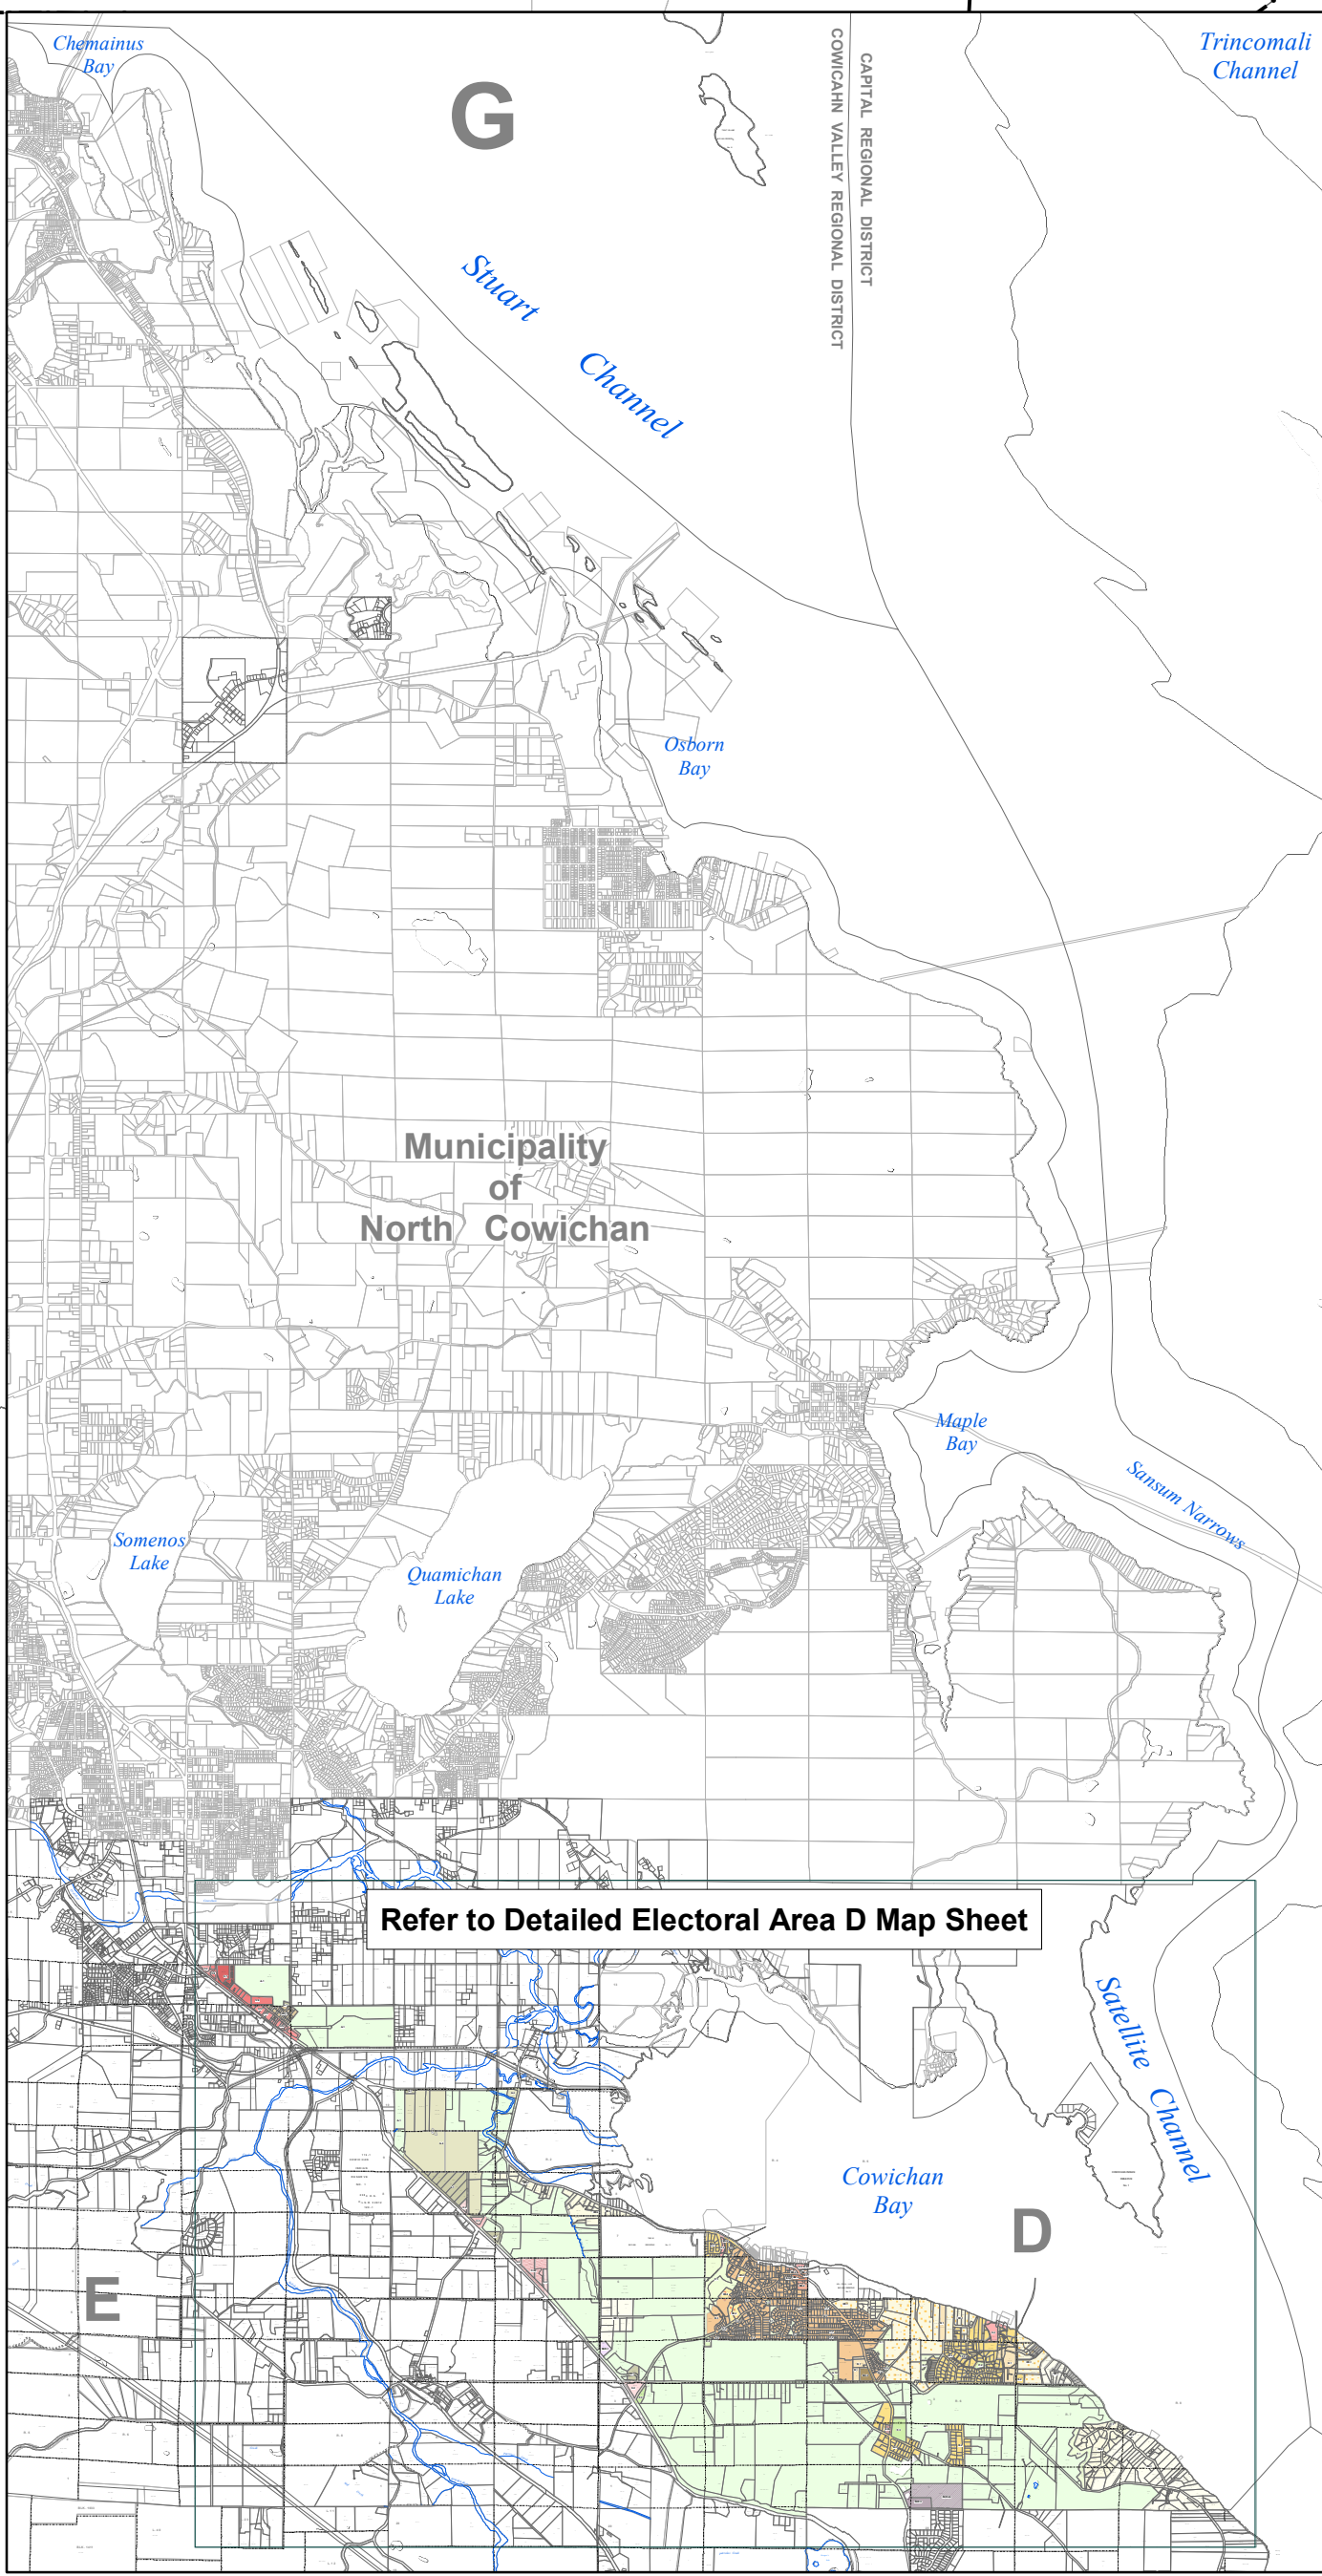 Chemainus
Bay
G
Trincomali
Channel
CAPITAL REGIONAL DISTRICT
COWICAHN VALLEY REGIONAL DISTRICT
Stuart
Channel
Osborn
Bay
Municipality
of
North Cowichan
Maple
Bay
Sansum Narrows
Somenos
Lake
Quamichan
Lake
Refer to Detailed Electoral Area D Map Sheet
Satellite Channel
Cowichan
Bay
D
E